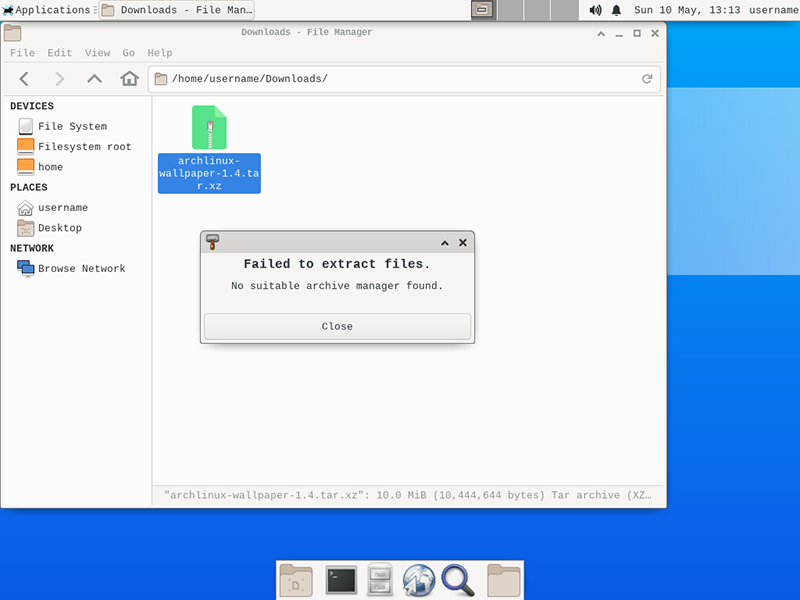 Applications
Downloads - File Man...
Sun 10 May, 13:13
username
Downloads - File Manager
File Edit View Go Help
/home/username/Downloads/
DEVICES
File System
Filesystem root
home
PLACES
username
Desktop
NETWORK
Browse Network
archlinux-
wallpaper-1.4.ta
r.xz
Failed to extract files.
No suitable archive manager found.
Close
"archlinux-wallpaper-1.4.tar.xz": 10.0 MiB (10,444,644 bytes) Tar archive (XZ…